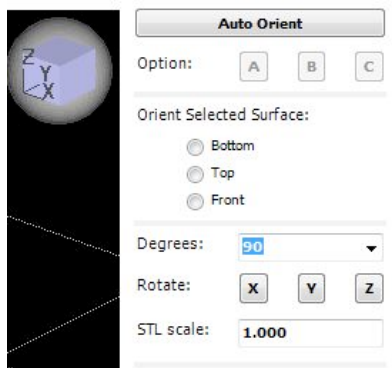 Z
Y
X
Auto Orient
Option: A B C
Orient Selected Surface:
Bottom
Top
Front
Degrees: 90
Rotate: X Y Z
STL scale: 1.000